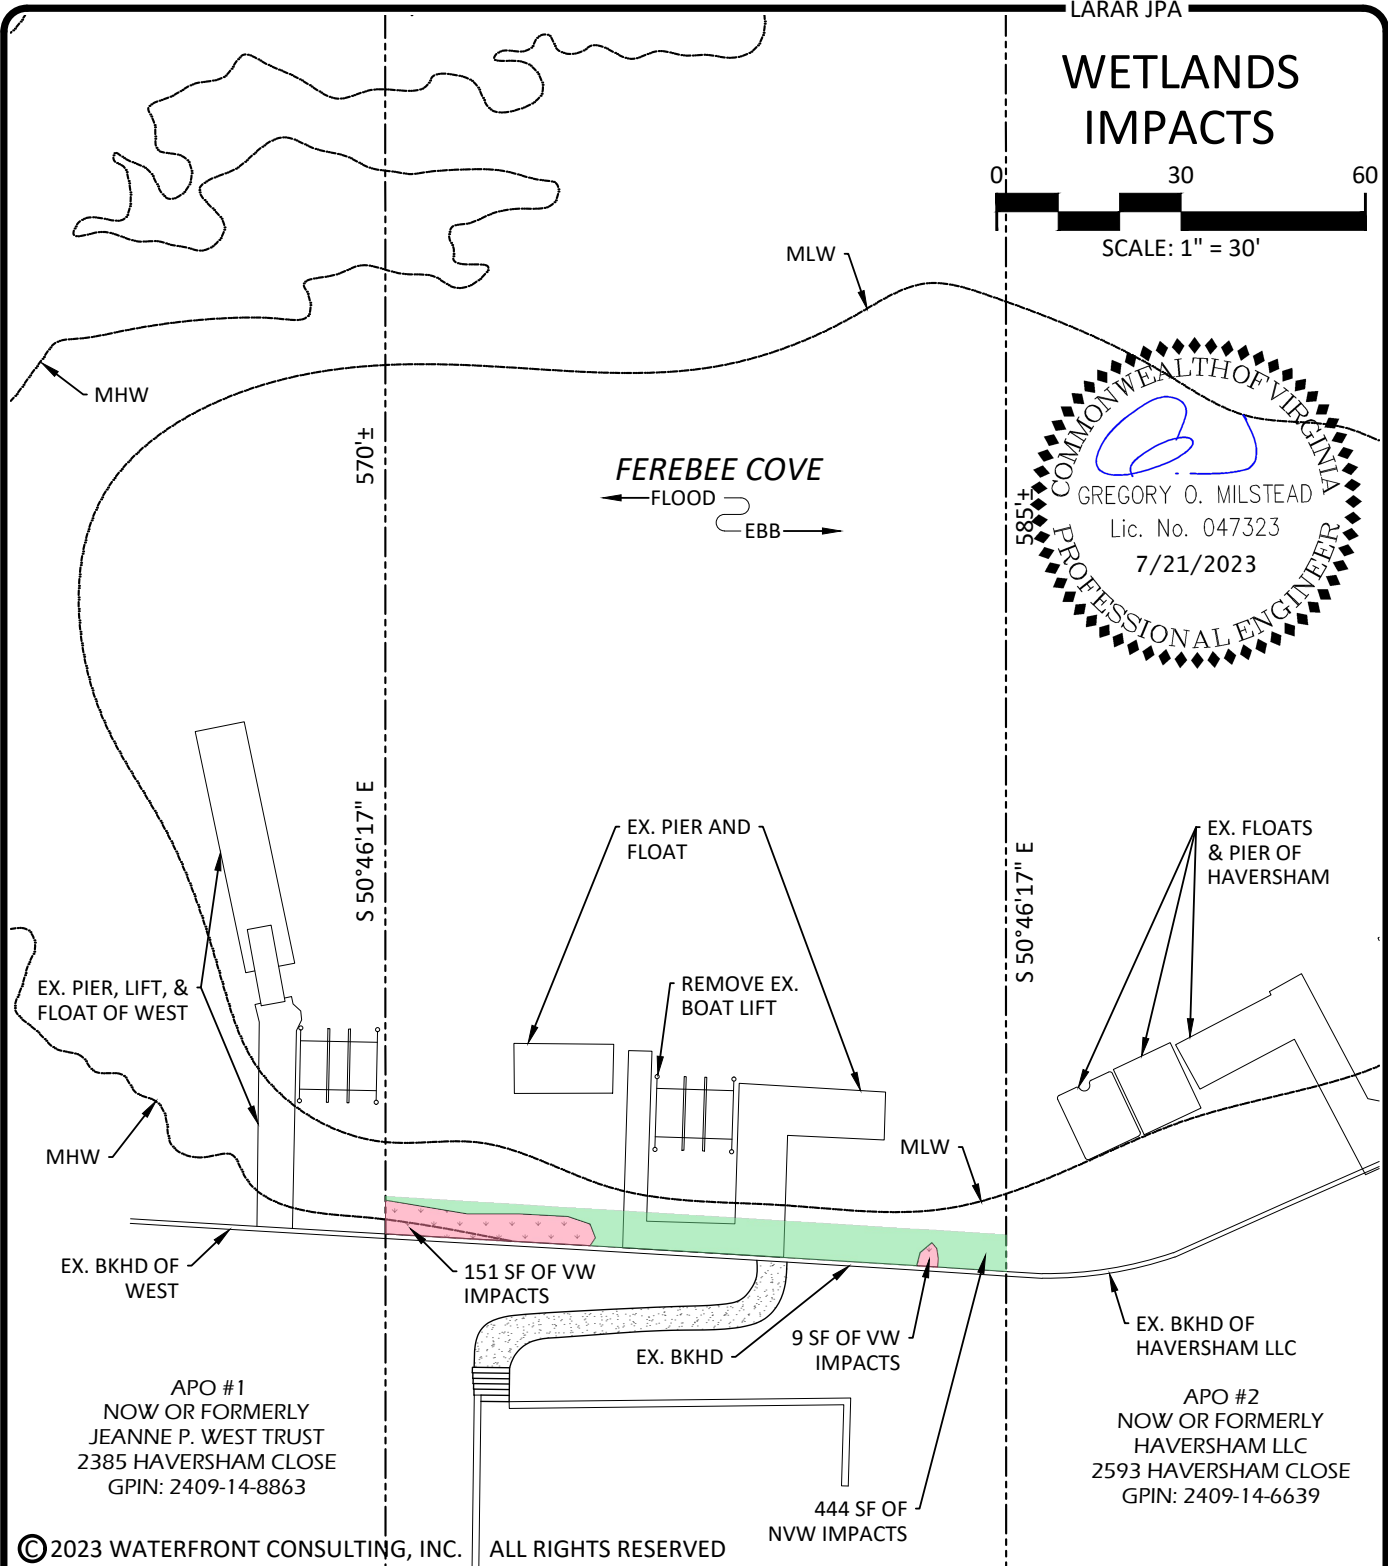 LARAR JPA
WETLANDS
IMPACTS
0 30 60
SCALE: 1" = 30'
MLW
MHW
570'±
FEREBEE COVE
FLOOD
EBB
585'±
COMMONWEALTH OF VIRGINIA
GREGORY O. MILSTEAD
Lic. No. 047323
7/21/2023
PROFESSIONAL ENGINEER
S 50°46'17" E
EX. PIER AND
FLOAT
S 50°46'17" E
EX. FLOATS
& PIER OF
HAVERSHAM
EX. PIER, LIFT, &
FLOAT OF WEST
REMOVE EX.
BOAT LIFT
MHW
MLW
EX. BKHD OF
WEST
151 SF OF VW
IMPACTS
EX. BKHD
9 SF OF VW
IMPACTS
EX. BKHD OF
HAVERSHAM LLC
APO #1
NOW OR FORMERLY
JEANNE P. WEST TRUST
2385 HAVERSHAM CLOSE
GPIN: 2409-14-8863
APO #2
NOW OR FORMERLY
HAVERSHAM LLC
2593 HAVERSHAM CLOSE
GPIN: 2409-14-6639
444 SF OF
NVW IMPACTS
© 2023 WATERFRONT CONSULTING, INC. ALL RIGHTS RESERVED